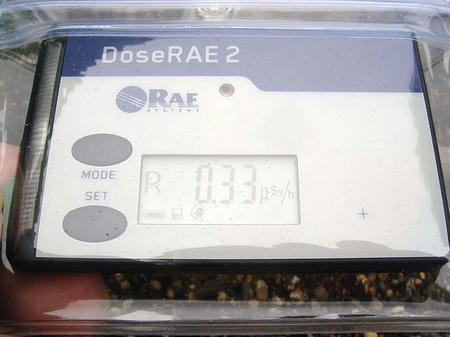 DoseRAE 2
RAE
SYSTEMS
MODE
SET
R 0.33 µSv/h
+